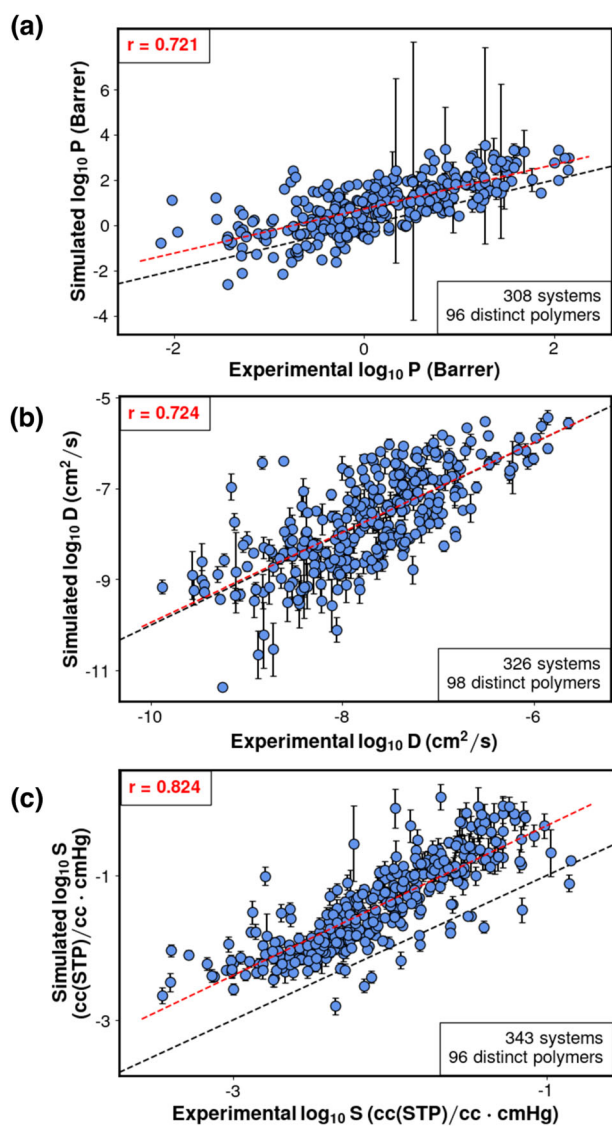 (a)
r = 0.721
Simulated log10 P (Barrer)
6
4
2
0
-2
-4
308 systems
96 distinct polymers
-2
0
2
Experimental log10 P (Barrer)
(b)
r = 0.724
Simulated log10 D (cm²/s)
-5
-7
-9
-11
326 systems
98 distinct polymers
-10
-8
-6
Experimental log10 D (cm²/s)
(c)
r = 0.824
Simulated log10 S
(cc(STP)/cc · cmHg)
-1
-3
343 systems
96 distinct polymers
-3
-1
Experimental log10 S (cc(STP)/cc · cmHg)